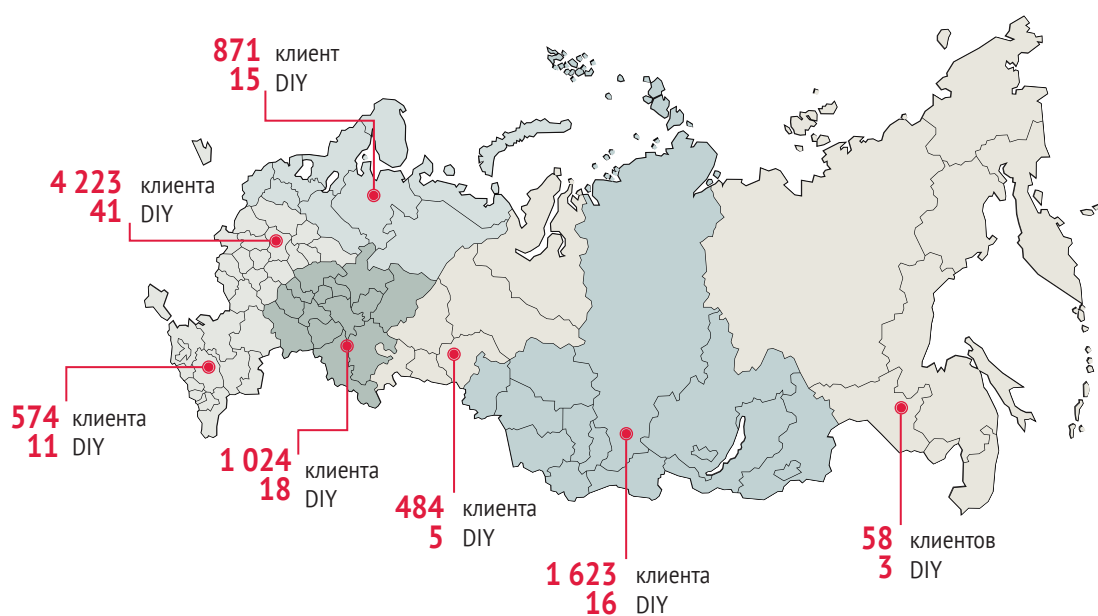 871 клиент
15 DIY
4 223 клиента
41 DIY
574 клиента
11 DIY
1 024 клиента
18 DIY
484 клиента
5 DIY
1 623 клиента
16 DIY
58 клиентов
3 DIY